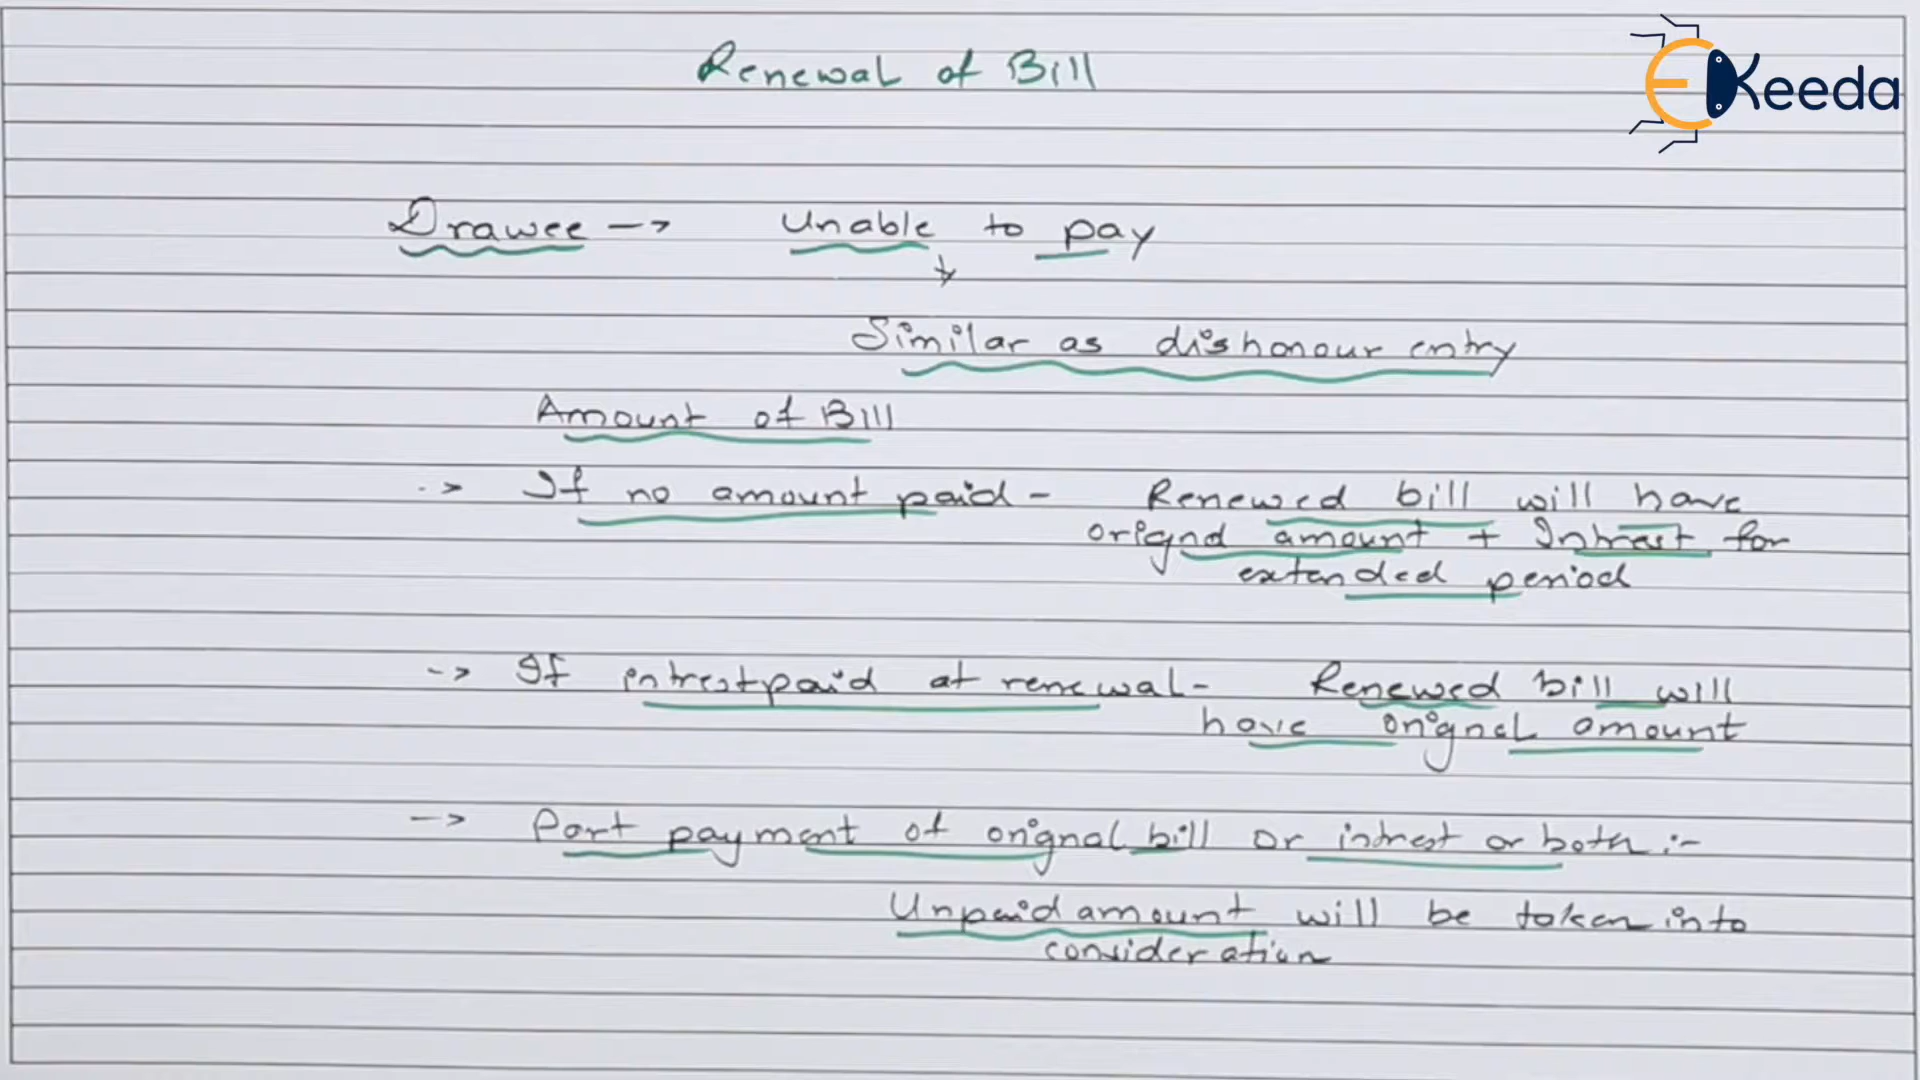 Renewal of Bill
EKeeda
Drawee -> Unable to pay
Similar as dishonour entry
Amount of Bill
-> If no amount paid - Renewed bill will have
orignal amount + Intrest for
extended period
-> If intrest paid at renewal - Renewed bill will
have orignal amount
-> Part payment of orignal bill or intrest or both :-
Unpaid amount will be taken into
consideration